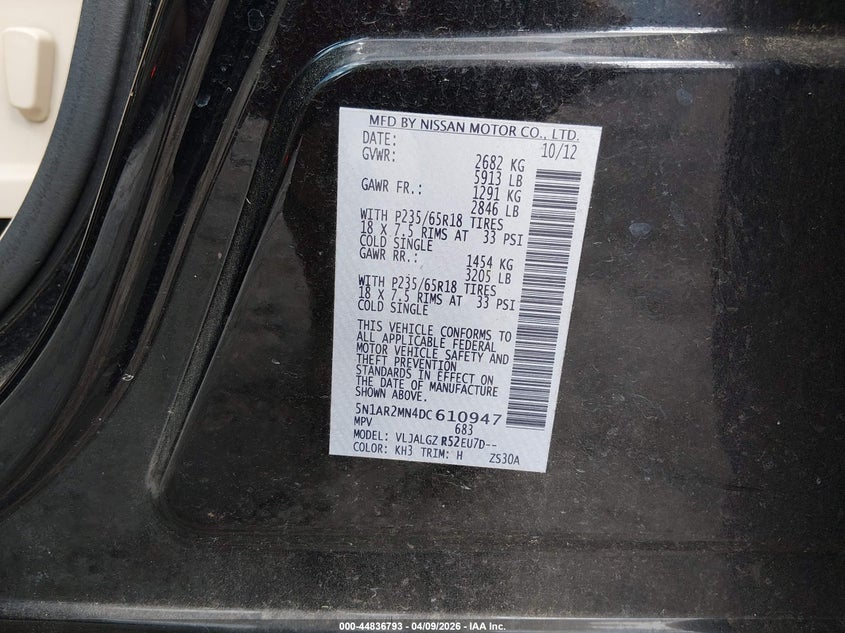 MFD BY NISSAN MOTOR CO., LTD.
DATE: 10/12
GVWR: 2682 KG
5913 LB
GAWR FR.: 1291 KG
2846 LB
WITH P235/65R18 TIRES
18 X 7.5 RIMS AT 33 PSI
COLD SINGLE
GAWR RR.: 1454 KG
3205 LB
WITH P235/65R18 TIRES
18 X 7.5 RIMS AT 33 PSI
COLD SINGLE
THIS VEHICLE CONFORMS TO
ALL APPLICABLE FEDERAL
MOTOR VEHICLE SAFETY AND
THEFT PREVENTION
STANDARDS IN EFFECT ON
THE DATE OF MANUFACTURE
SHOWN ABOVE.
5N1AR2MN4DC610947
MPV 683
MODEL: VLJALGZ R52EU7D--
COLOR: KH3 TRIM: H ZS30A
000-44836793 - 04/09/2026 - IAA Inc.